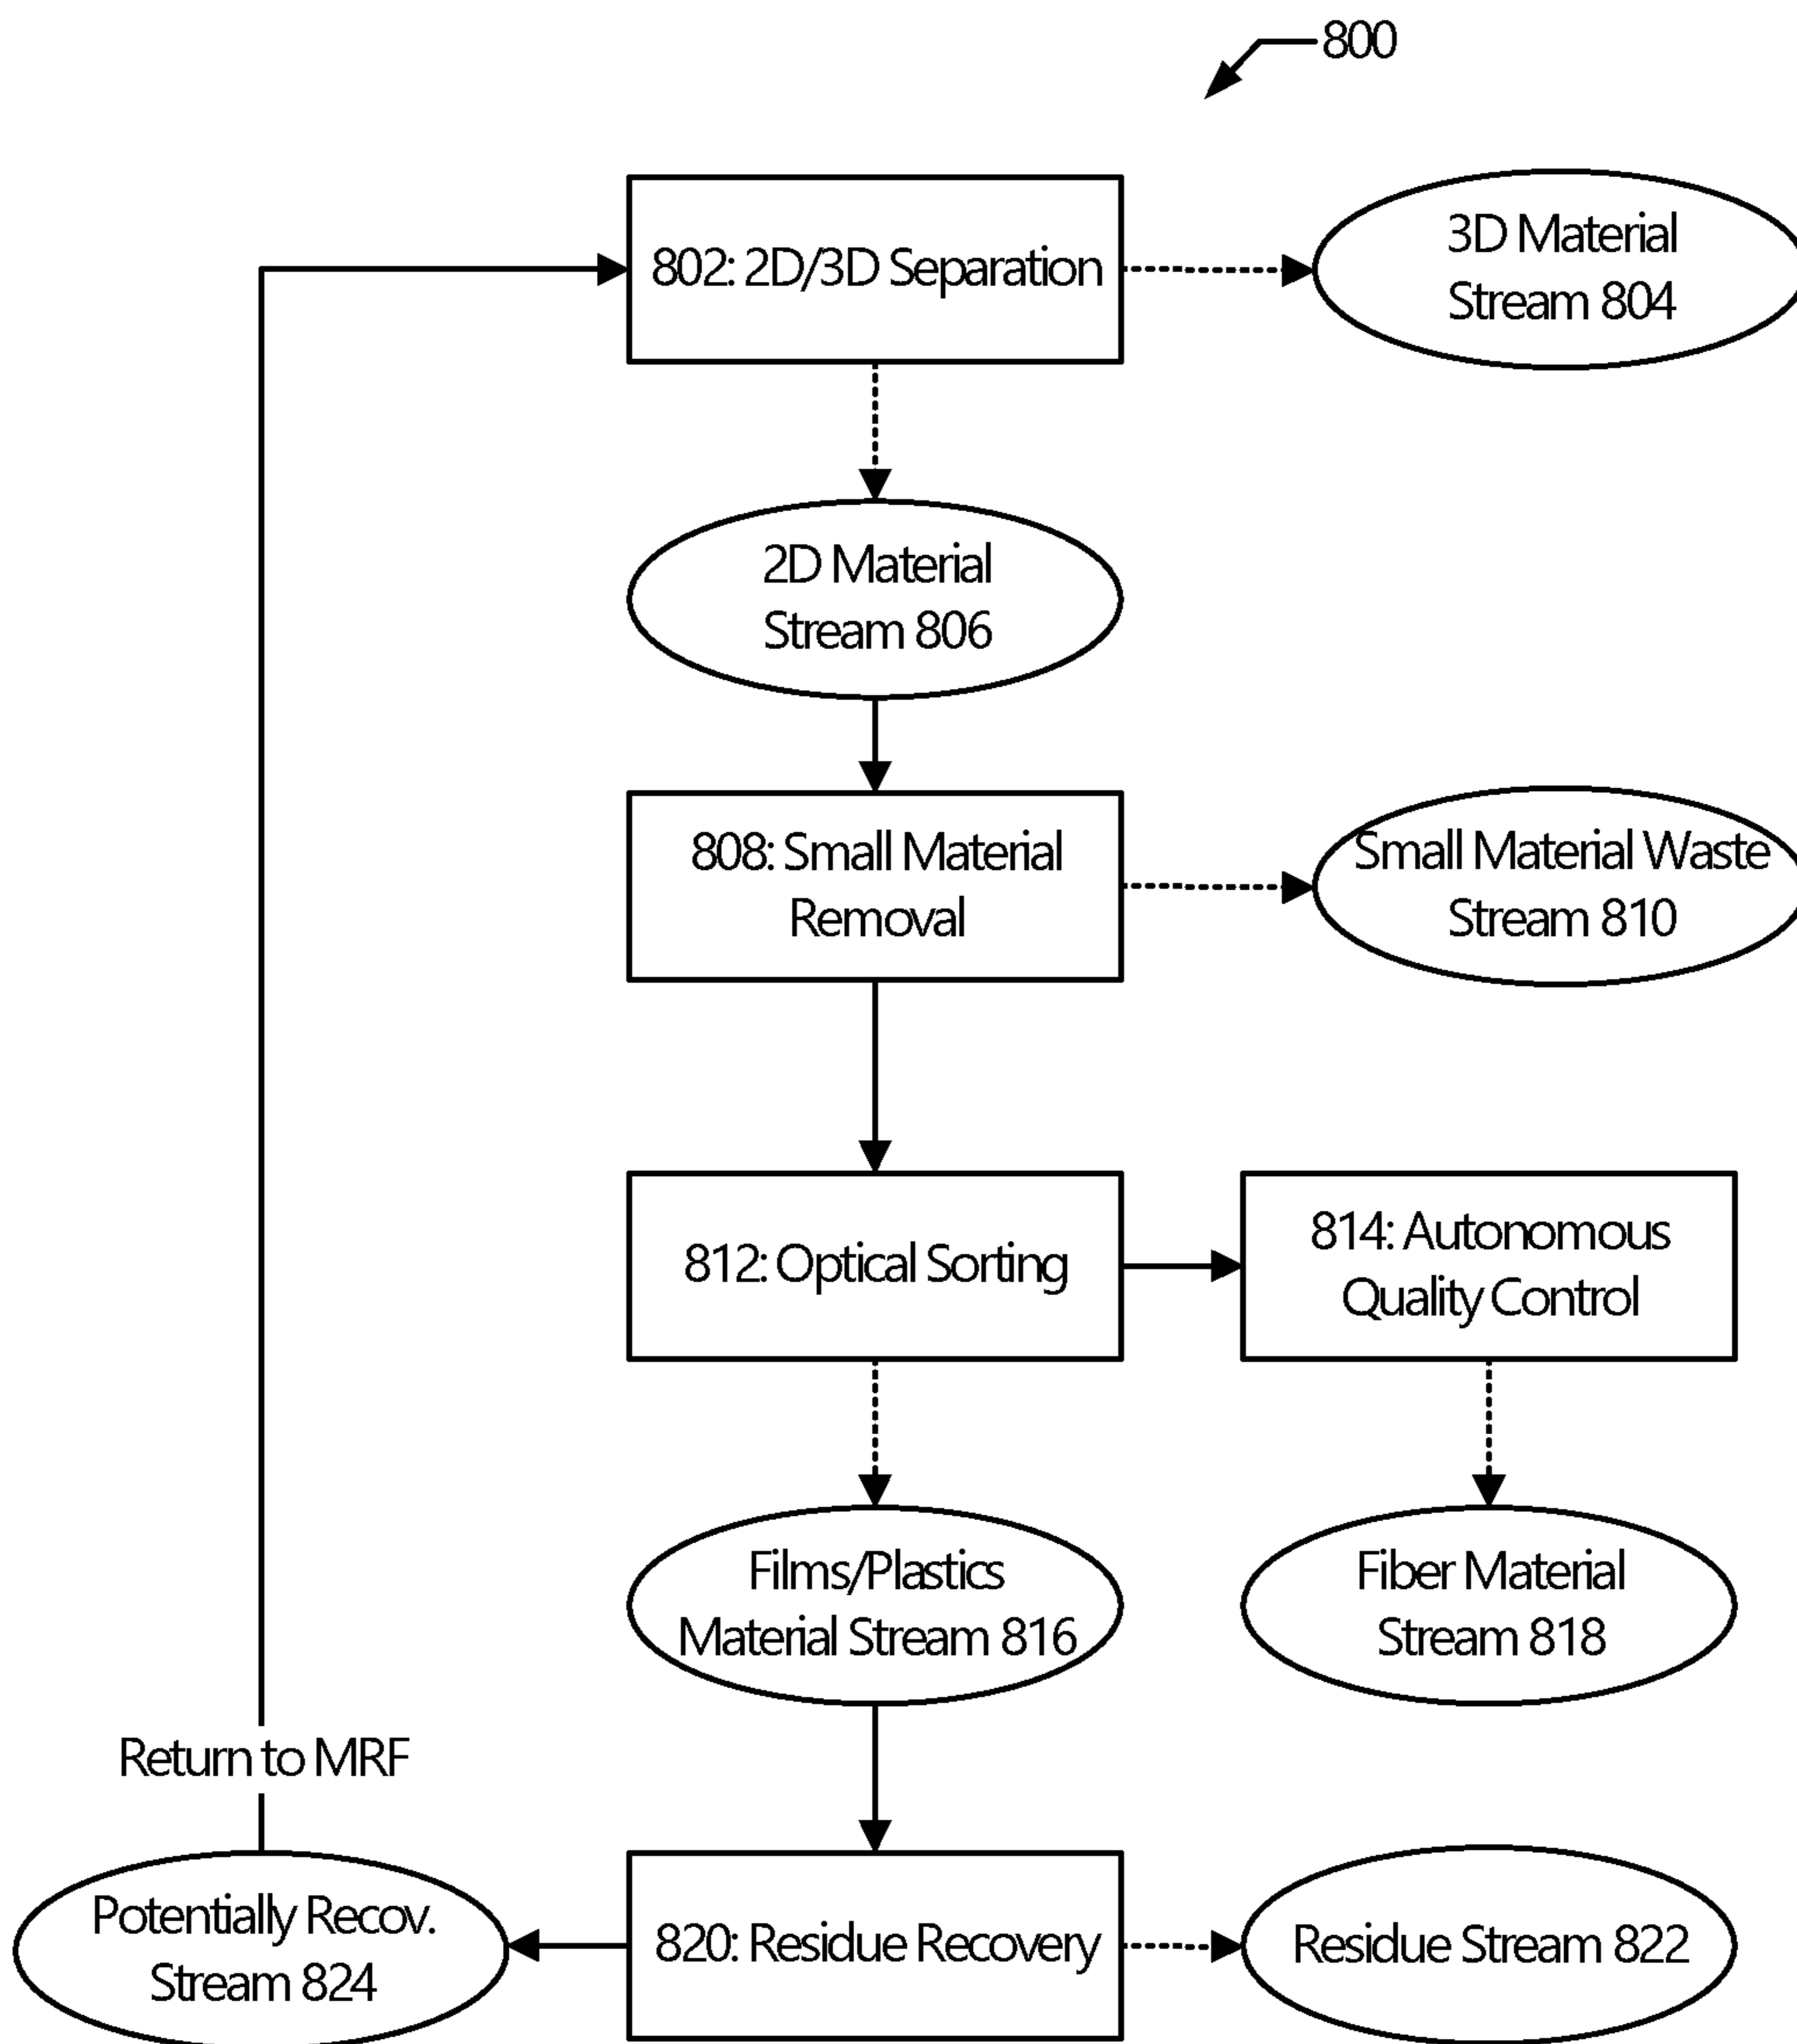 800
802: 2D/3D Separation
3D Material
Stream 804
2D Material
Stream 806
808: Small Material
Removal
Small Material Waste
Stream 810
812: Optical Sorting
814: Autonomous
Quality Control
Films/Plastics
Material Stream 816
Fiber Material
Stream 818
Return to MRF
Potentially Recov.
Stream 824
820: Residue Recovery
Residue Stream 822